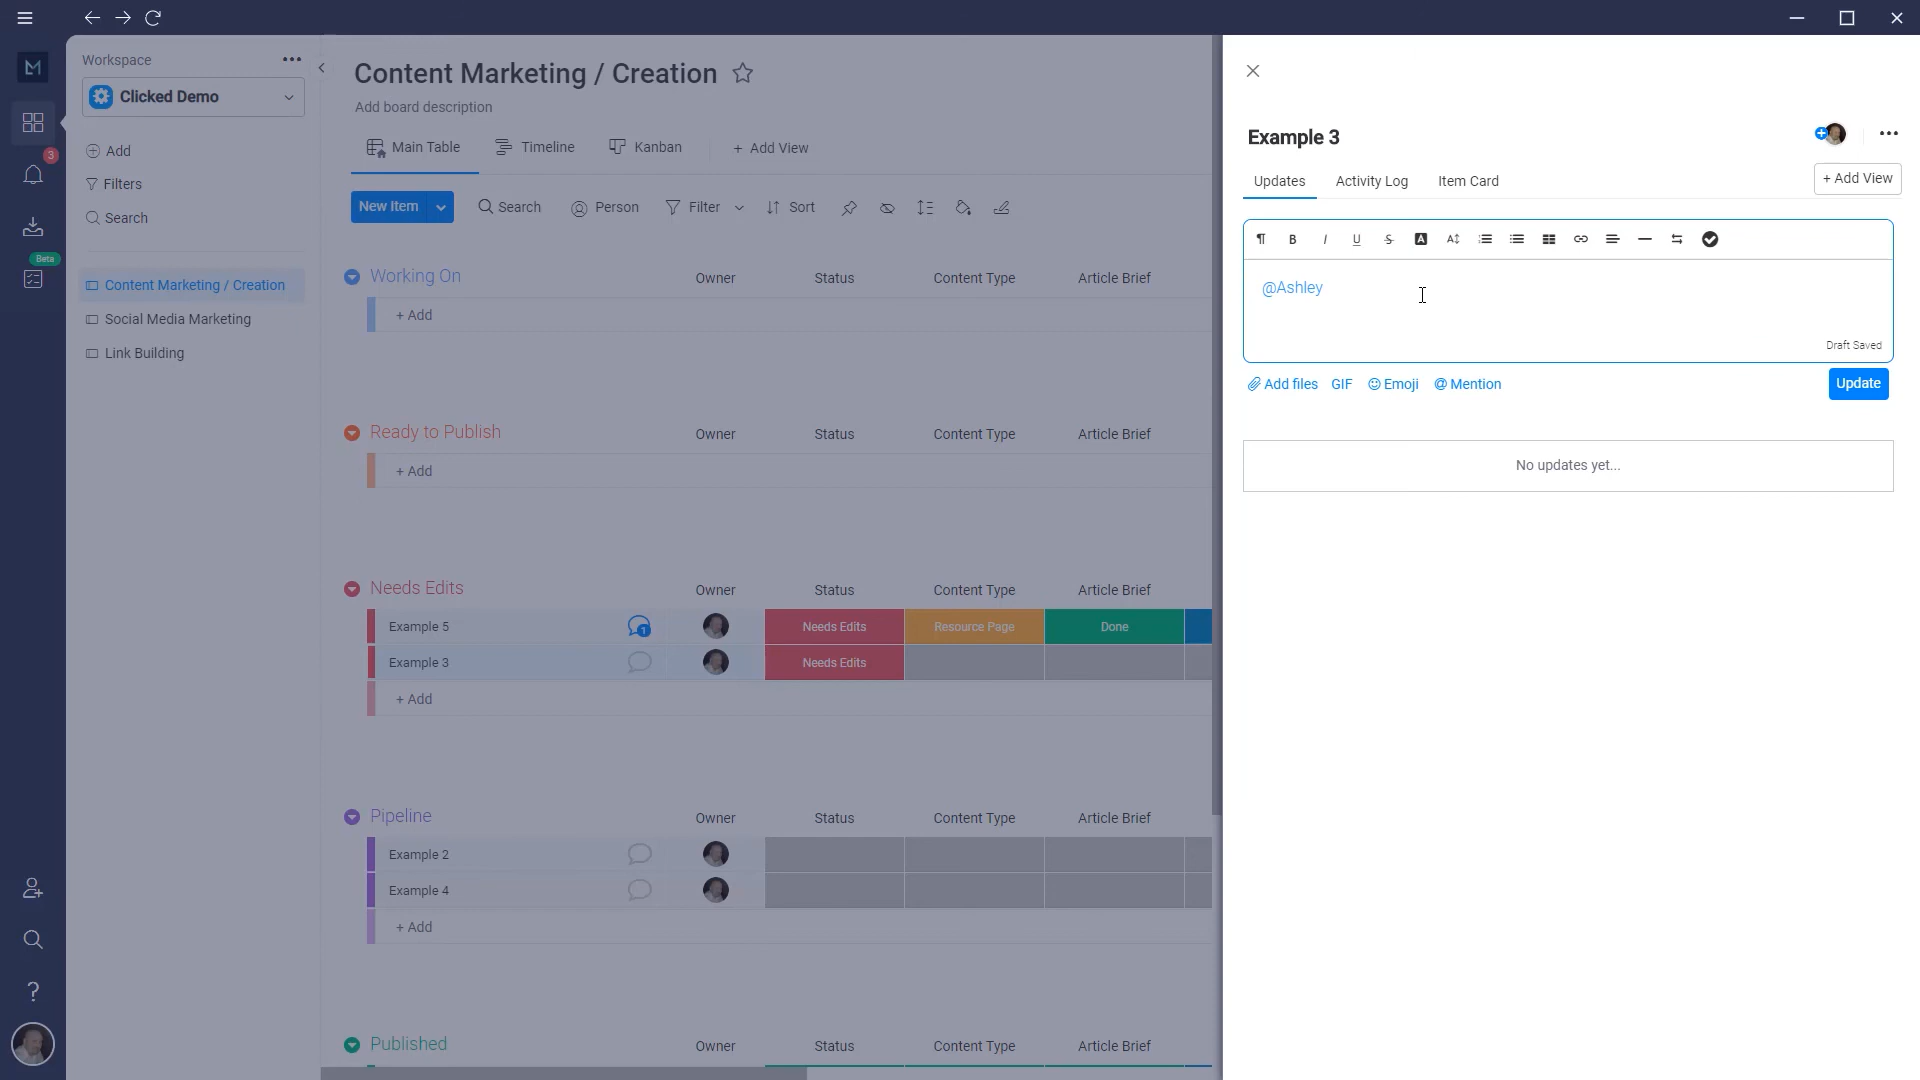 Workspace
Clicked Demo
Add
Filters
Search
Content Marketing / Creation
Social Media Marketing
Link Building
3
Beta
Content Marketing / Creation
Add board description
Main Table
Timeline
Kanban
+ Add View
New Item
Search
Person
Filter
Sort
Working On
Owner
Status
Content Type
Article Brief
+ Add
Ready to Publish
Owner
Status
Content Type
Article Brief
+ Add
Needs Edits
Owner
Status
Content Type
Article Brief
Example 5
1
Needs Edits
Resource Page
Done
Example 3
Needs Edits
+ Add
Pipeline
Owner
Status
Content Type
Article Brief
Example 2
Example 4
+ Add
Published
Owner
Status
Content Type
Article Brief
Example 3
Updates
Activity Log
Item Card
+ Add View
@Ashley
Draft Saved
Add files
GIF
Emoji
Mention
Update
No updates yet...